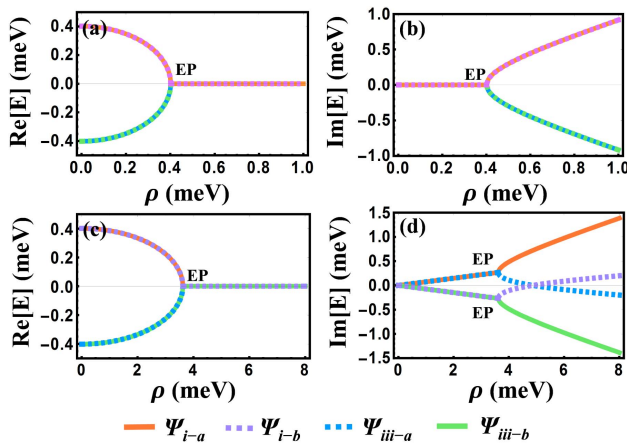 (a)
EP
Re[E] (meV)
0.4
0.2
0.0
−0.2
−0.4
0.0 0.2 0.4 0.6 0.8 1.0
ρ (meV)
(b)
EP
Im[E] (meV)
1.0
0.5
0.0
−0.5
−1.0
0.0 0.2 0.4 0.6 0.8 1.0
ρ (meV)
(c)
EP
Re[E] (meV)
0.4
0.2
0.0
−0.2
−0.4
0 2 4 6 8
ρ (meV)
(d)
EP
EP
Im[E] (meV)
1.5
1.0
0.5
0.0
−0.5
−1.0
−1.5
0 2 4 6 8
ρ (meV)
Ψi−a Ψi−b Ψiii−a Ψiii−b